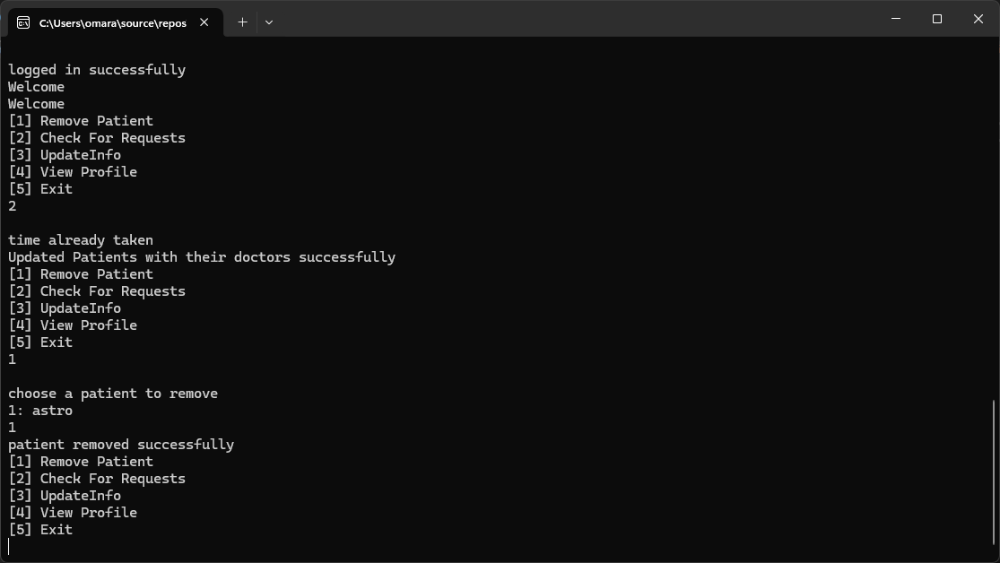 C:\Users\omara\source\repos
logged in successfully
Welcome
Welcome
[1] Remove Patient
[2] Check For Requests
[3] UpdateInfo
[4] View Profile
[5] Exit
2
time already taken
Updated Patients with their doctors successfully
[1] Remove Patient
[2] Check For Requests
[3] UpdateInfo
[4] View Profile
[5] Exit
1
choose a patient to remove
1: astro
1
patient removed successfully
[1] Remove Patient
[2] Check For Requests
[3] UpdateInfo
[4] View Profile
[5] Exit